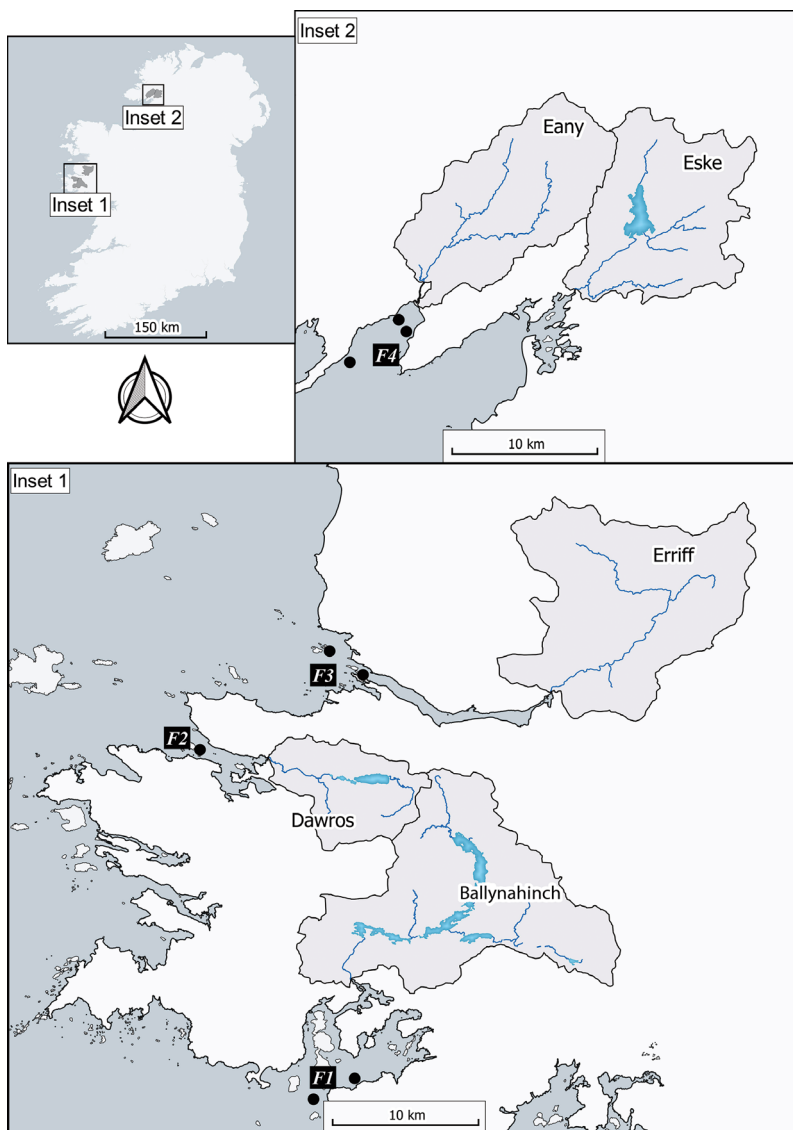 Inset 2
Inset 1
150 km
Inset 2
Eany
Eske
F4
10 km
Inset 1
Erriff
F3
F2
Dawros
Ballynahinch
F1
10 km